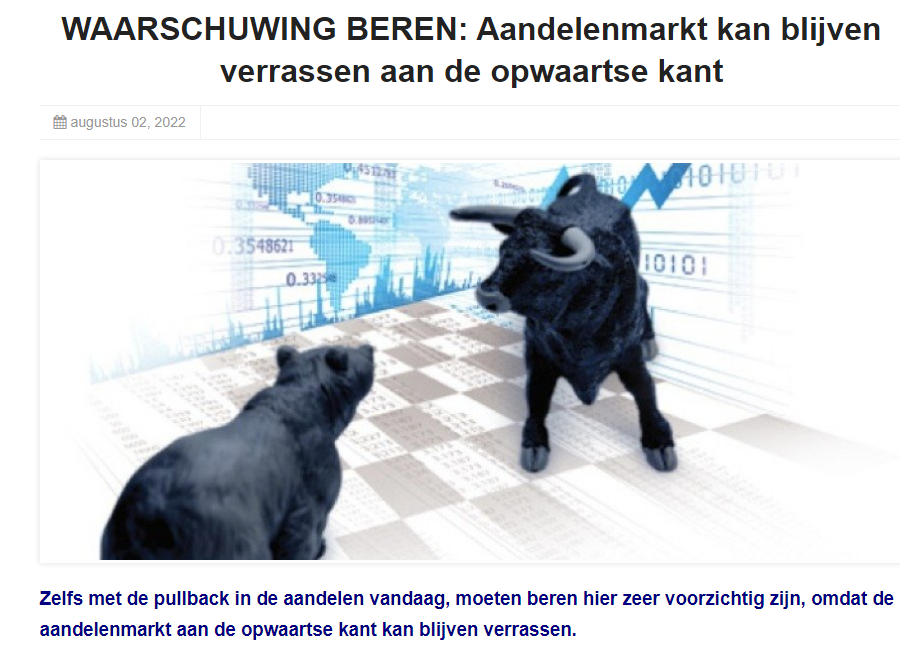 WAARSCHUWING BEREN: Aandelenmarkt kan blijven
verrassen aan de opwaartse kant
augustus 02, 2022
0.3548621
10101
Zelfs met de pullback in de aandelen vandaag, moeten beren hier zeer voorzichtig zijn, omdat de
aandelenmarkt aan de opwaartse kant kan blijven verrassen.